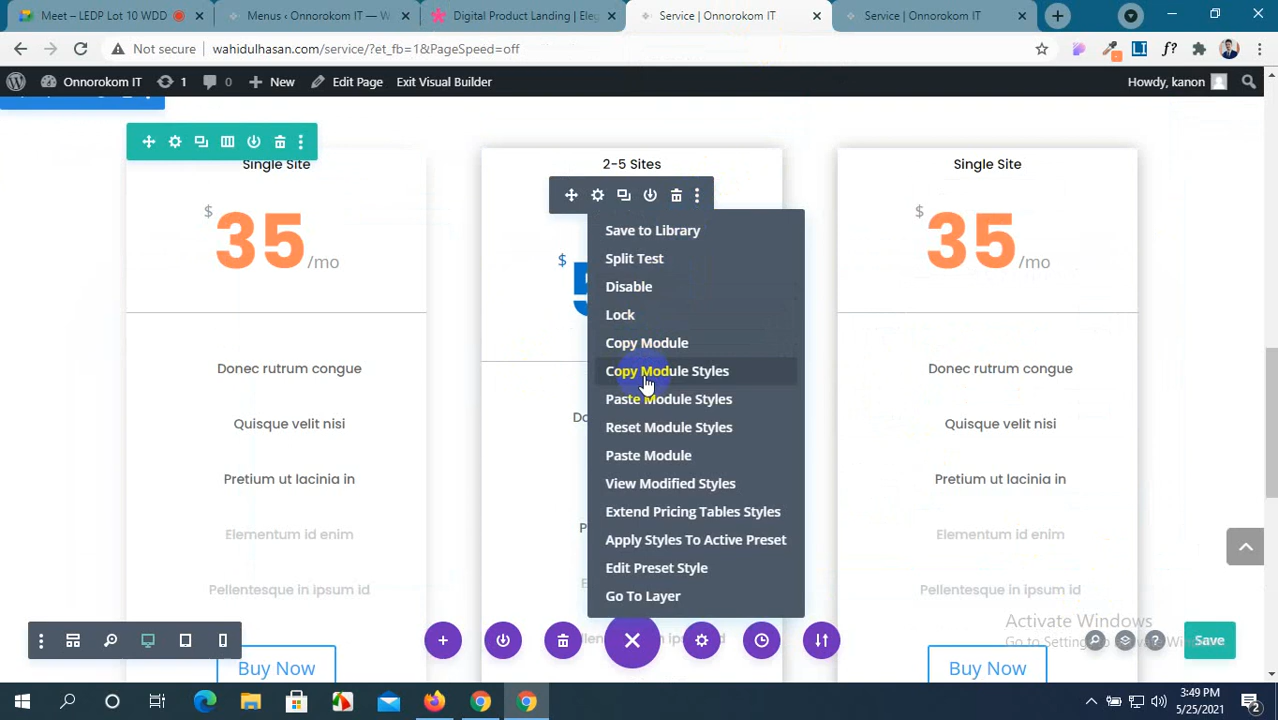 Meet – LEDP Lot 10 WDD
Menus ‹ Onnorokom IT — W
Digital Product Landing | Ele
Service | Onnorokom IT
Service | Onnorokom IT
Not secure
wahidulhasan.com/service/?et_fb=1&PageSpeed=off
Onnorokom IT
1
0
New
Edit Page
Exit Visual Builder
Howdy, kanon
Single Site
$
35
/mo
Donec rutrum congue
Quisque velit nisi
Pretium ut lacinia in
Elementum id enim
Pellentesque in ipsum id
Buy Now
2-5 Sites
$
Save to Library
Split Test
Disable
Lock
Copy Module
Copy Module Styles
Paste Module Styles
Reset Module Styles
Paste Module
View Modified Styles
Extend Pricing Tables Styles
Apply Styles To Active Preset
Edit Preset Style
Go To Layer
Single Site
$
35
/mo
Donec rutrum congue
Quisque velit nisi
Pretium ut lacinia in
Elementum id enim
Pellentesque in ipsum id
Buy Now
Activate Windows
Save
3:49 PM
5/25/2021
2